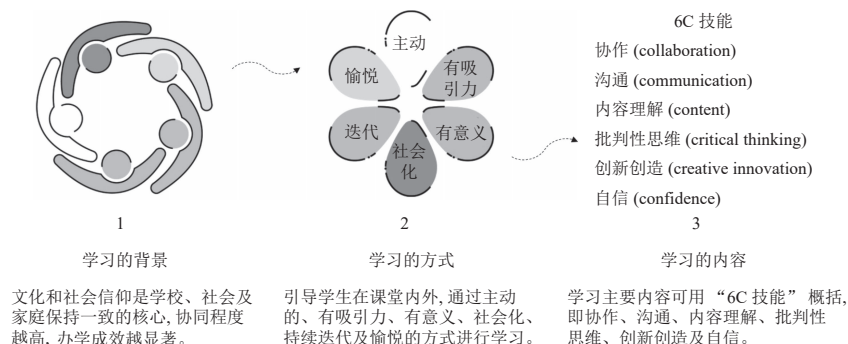 主动
愉悦
有吸
引力
迭代
有意义
社会
化
6C 技能
协作 (collaboration)
沟通 (communication)
内容理解 (content)
批判性思维 (critical thinking)
创新创造 (creative innovation)
自信 (confidence)
1
2
3
学习的背景
学习的方式
学习的内容
文化和社会信仰是学校、社会及
家庭保持一致的核心, 协同程度
越高, 办学成效越显著。
引导学生在课堂内外, 通过主动
的、有吸引力、有意义、社会化、
持续迭代及愉悦的方式进行学习。
学习主要内容可用 “6C 技能” 概括,
即协作、沟通、内容理解、批判性
思维、创新创造及自信。